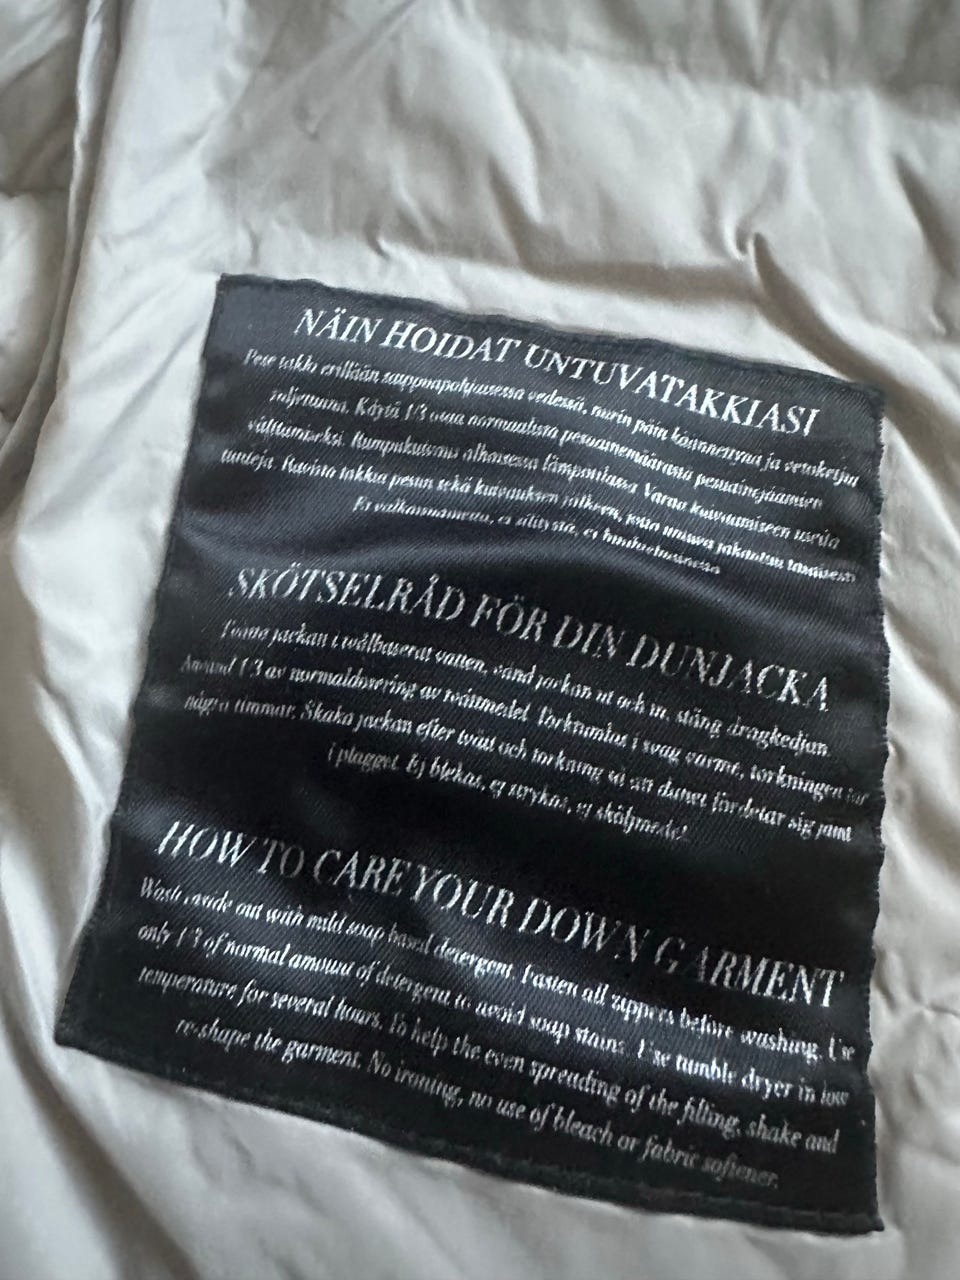 NÄIN HOIDAT UNTUVATAKKIASI
Pese takki erillään saippuapohjaisessa vedessä, nurin päin käännettynä ja vetoketju
suljettuna. Käytä 1/3 osaa normaalista pesuainemäärästä pesuainejäämien
välttämiseksi. Rumpukuivaus alhaisessa lämpötilassa. Varaa kuivaamiseen useita
tunteja. Ravista takkia pesun sekä kuivauksen jälkeen, jotta untuva jakautuu tasaisesti.
Ei valkaisuainetta, ei silitystä, ei huuhteluainetta
SKÖTSELRÅD FÖR DIN DUNJACKA
Tvätta jackan i tvålbaserat vatten, vänd jackan ut och in, stäng dragkedjan.
Använd 1/3 av normaldosering av tvättmedel. Torktumlas i svag värme, torkningen tar
några timmar. Skaka jackan efter tvätt och torkning så att dunet fördelar sig jämt
i plagget. Ej blekas, ej strykas, ej sköljmedel!
HOW TO CARE YOUR DOWN GARMENT
Wash inside out with mild soap based detergent. Fasten all zippers before washing. Use
only 1/3 of normal amount of detergent to avoid soap stains. Use tumble dryer in low
temperature for several hours. To help the even spreading of the filling, shake and
re-shape the garment. No ironing, no use of bleach or fabric softener.